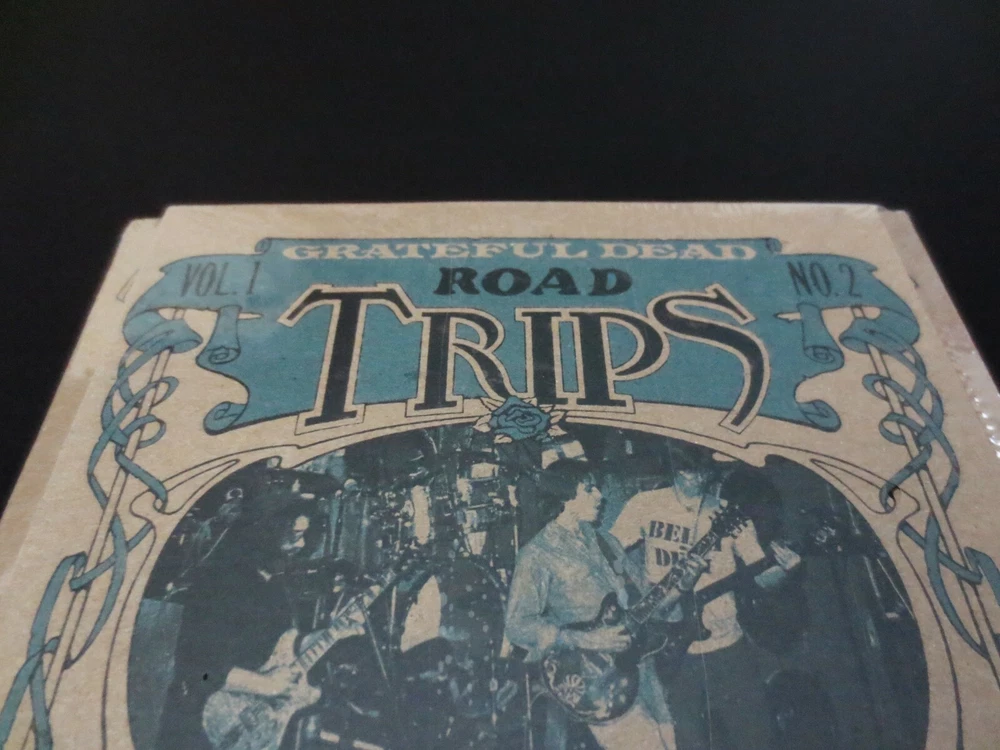 GRATEFUL DEAD
VOL. 1 ROAD NO. 2
TRIPS